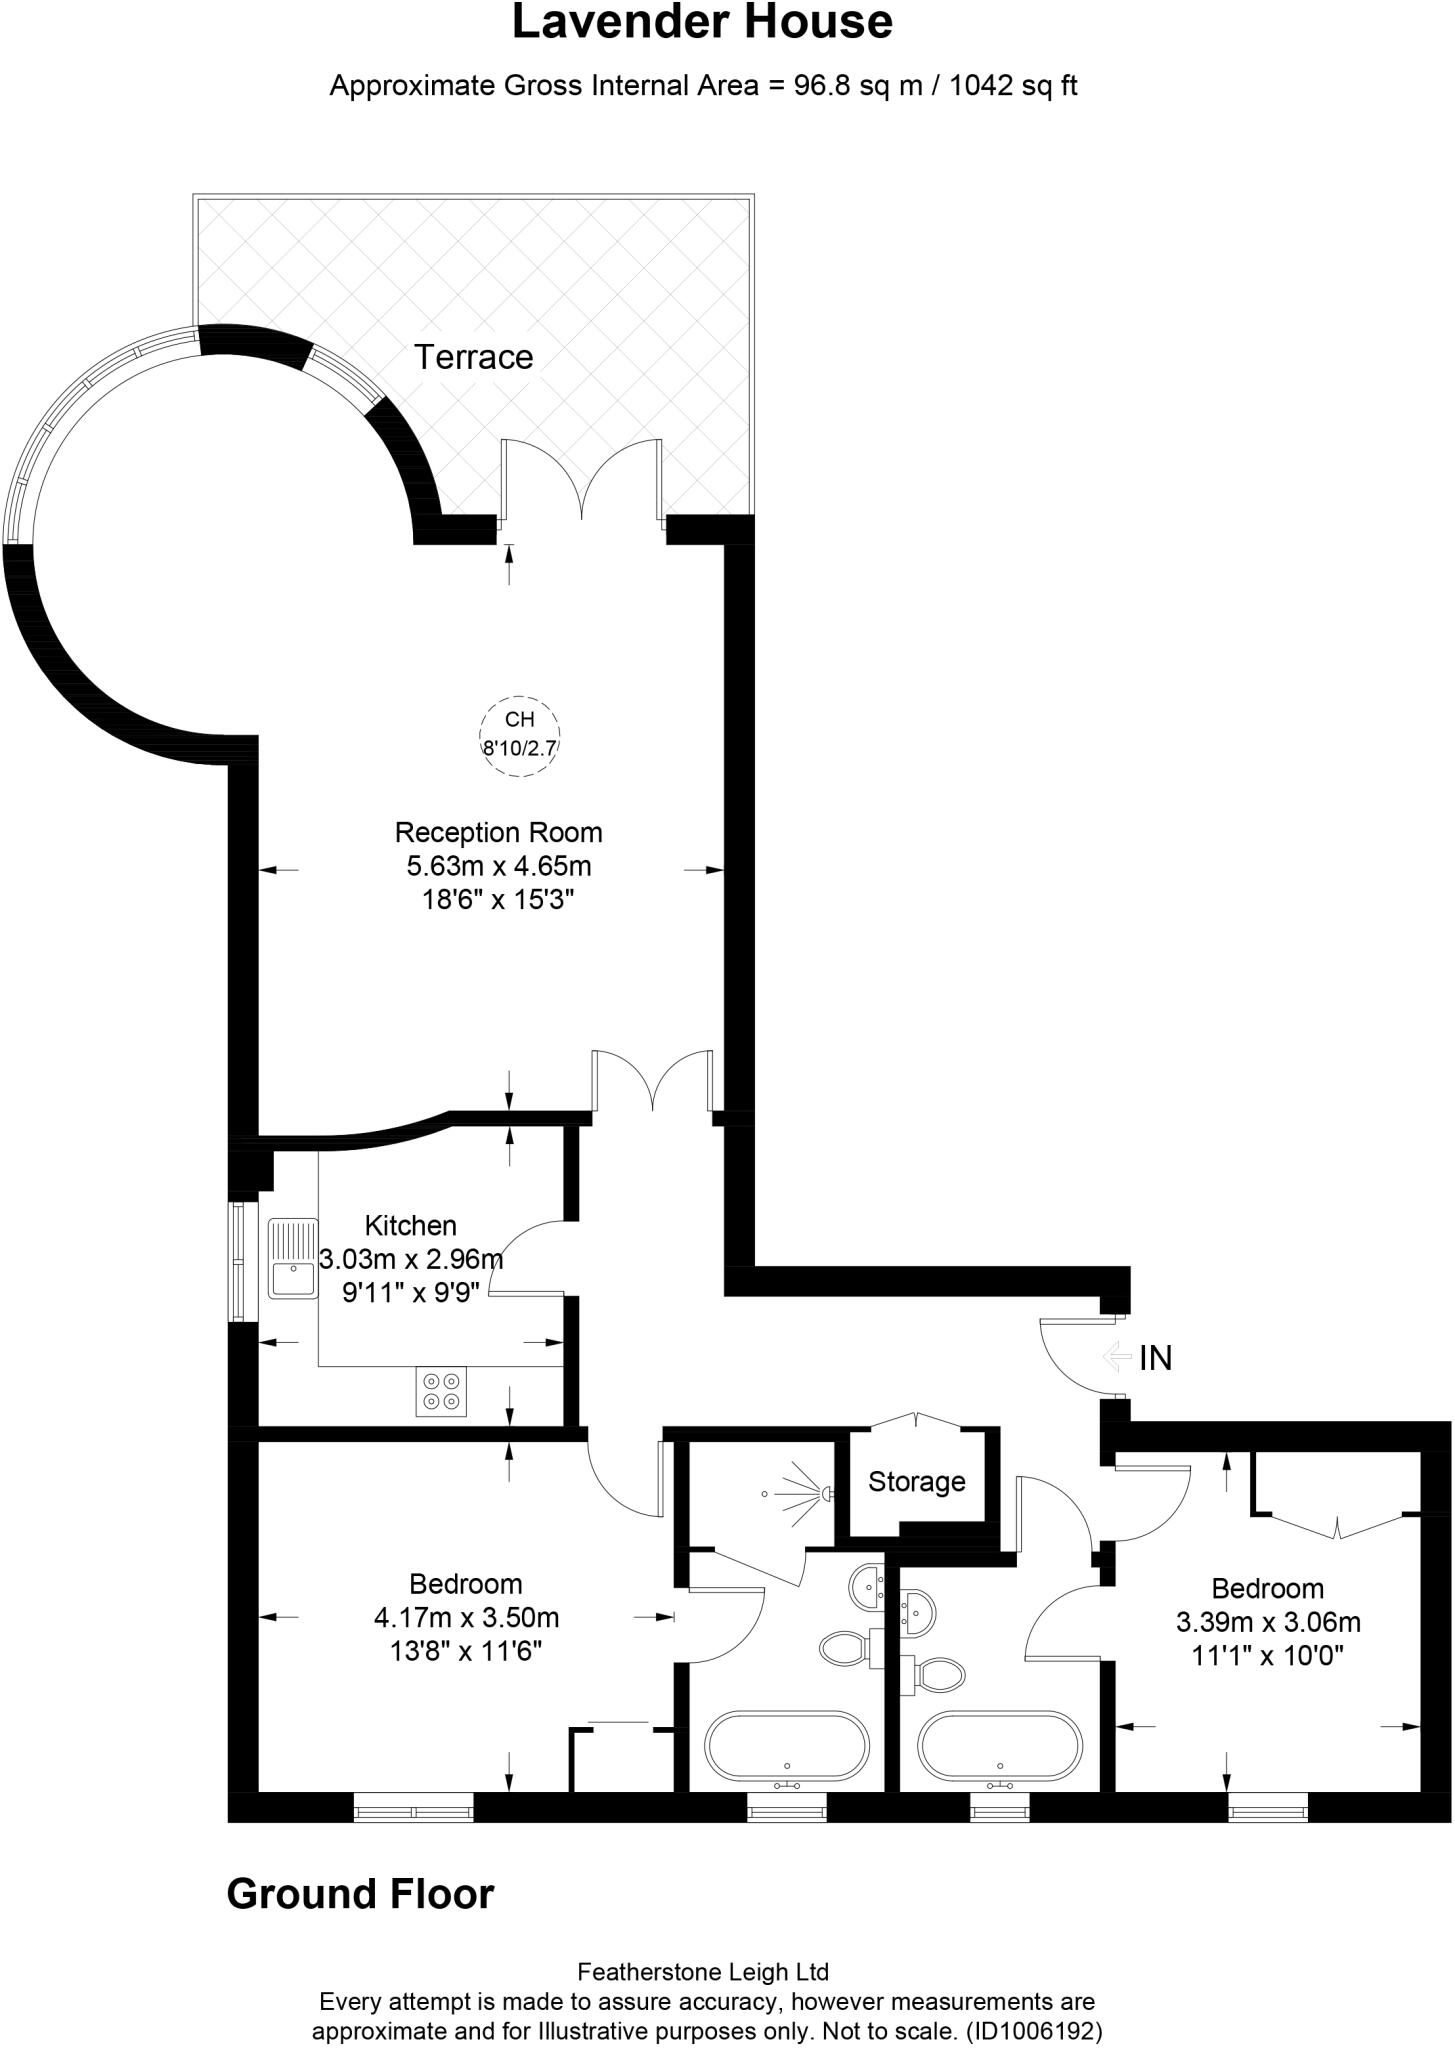 Lavender House
Approximate Gross Internal Area = 96.8 sq m / 1042 sq ft
Terrace
CH
8'10/2.7
Reception Room
5.63m x 4.65m
18'6" x 15'3"
Kitchen
3.03m x 2.96m
9'11" x 9'9"
IN
Storage
Bedroom
4.17m x 3.50m
13'8" x 11'6"
Bedroom
3.39m x 3.06m
11'1" x 10'0"
Ground Floor
Featherstone Leigh Ltd
Every attempt is made to assure accuracy, however measurements are
approximate and for Illustrative purposes only. Not to scale. (ID1006192)